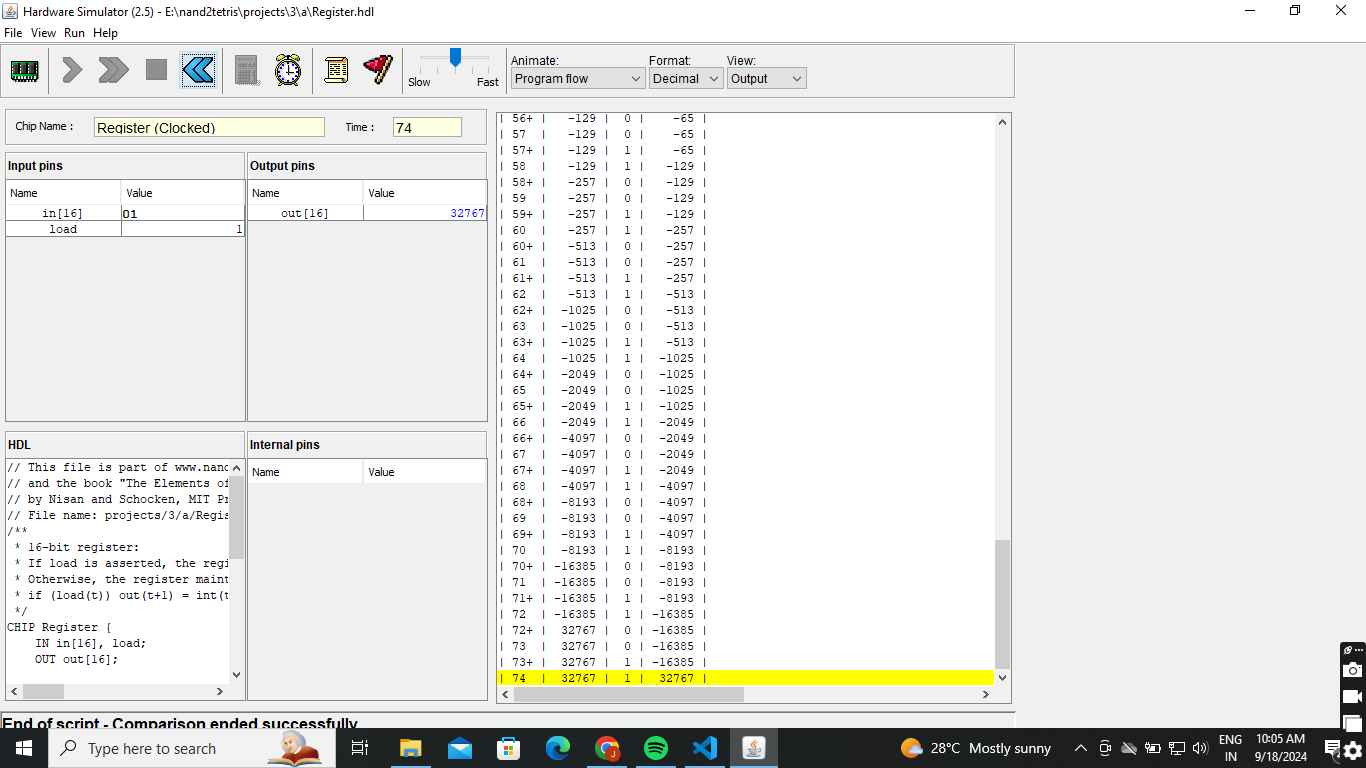 Hardware Simulator (2.5) - E:\nand2tetris\projects\3\a\Register.hdl
File View Run Help
Slow Fast
Animate: Format: View:
Program flow Decimal Output
Chip Name : Register (Clocked) Time : 74
Input pins
Name Value
in[16] 01
load 1
Output pins
Name Value
out[16] 32767
HDL
// This file is part of www.nanc
// and the book "The Elements of
// by Nisan and Schocken, MIT Pr
// File name: projects/3/a/Regis
/**
* 16-bit register:
* If load is asserted, the regi
* Otherwise, the register maint
* if (load(t)) out(t+1) = int(t
*/
CHIP Register {
IN in[16], load;
OUT out[16];
Internal pins
Name Value
| 56+ | -129 | 0 | -65 |
| 57 | -129 | 0 | -65 |
| 57+ | -129 | 1 | -65 |
| 58 | -129 | 1 | -129 |
| 58+ | -257 | 0 | -129 |
| 59 | -257 | 0 | -129 |
| 59+ | -257 | 1 | -129 |
| 60 | -257 | 1 | -257 |
| 60+ | -513 | 0 | -257 |
| 61 | -513 | 0 | -257 |
| 61+ | -513 | 1 | -257 |
| 62 | -513 | 1 | -513 |
| 62+ | -1025 | 0 | -513 |
| 63 | -1025 | 0 | -513 |
| 63+ | -1025 | 1 | -513 |
| 64 | -1025 | 1 | -1025 |
| 64+ | -2049 | 0 | -1025 |
| 65 | -2049 | 0 | -1025 |
| 65+ | -2049 | 1 | -1025 |
| 66 | -2049 | 1 | -2049 |
| 66+ | -4097 | 0 | -2049 |
| 67 | -4097 | 0 | -2049 |
| 67+ | -4097 | 1 | -2049 |
| 68 | -4097 | 1 | -4097 |
| 68+ | -8193 | 0 | -4097 |
| 69 | -8193 | 0 | -4097 |
| 69+ | -8193 | 1 | -4097 |
| 70 | -8193 | 1 | -8193 |
| 70+ | -16385 | 0 | -8193 |
| 71 | -16385 | 0 | -8193 |
| 71+ | -16385 | 1 | -8193 |
| 72 | -16385 | 1 | -16385 |
| 72+ | 32767 | 0 | -16385 |
| 73 | 32767 | 0 | -16385 |
| 73+ | 32767 | 1 | -16385 |
| 74 | 32767 | 1 | 32767 |
End of script - Comparison ended successfully
Type here to search
28°C Mostly sunny
ENG
IN
10:05 AM
9/18/2024